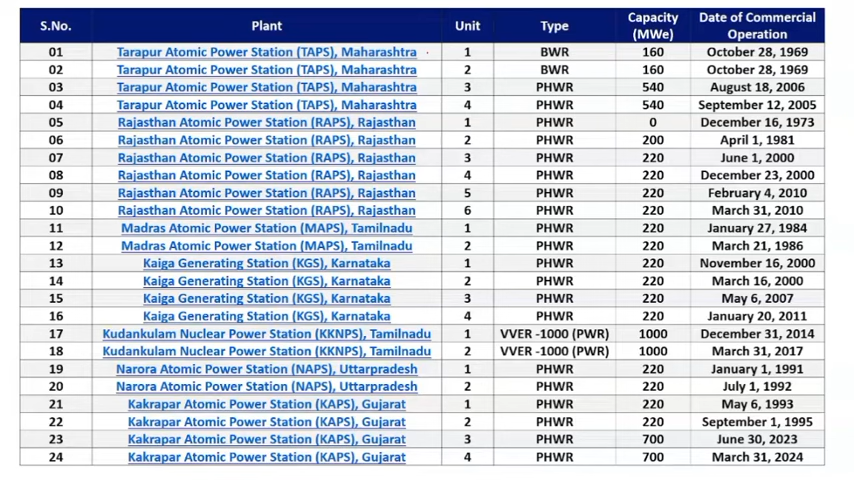 S.No. Plant Unit Type Capacity (MWe) Date of Commercial Operation
01 Tarapur Atomic Power Station (TAPS), Maharashtra 1 BWR 160 October 28, 1969
02 Tarapur Atomic Power Station (TAPS), Maharashtra 2 BWR 160 October 28, 1969
03 Tarapur Atomic Power Station (TAPS), Maharashtra 3 PHWR 540 August 18, 2006
04 Tarapur Atomic Power Station (TAPS), Maharashtra 4 PHWR 540 September 12, 2005
05 Rajasthan Atomic Power Station (RAPS), Rajasthan 1 PHWR 0 December 16, 1973
06 Rajasthan Atomic Power Station (RAPS), Rajasthan 2 PHWR 200 April 1, 1981
07 Rajasthan Atomic Power Station (RAPS), Rajasthan 3 PHWR 220 June 1, 2000
08 Rajasthan Atomic Power Station (RAPS), Rajasthan 4 PHWR 220 December 23, 2000
09 Rajasthan Atomic Power Station (RAPS), Rajasthan 5 PHWR 220 February 4, 2010
10 Rajasthan Atomic Power Station (RAPS), Rajasthan 6 PHWR 220 March 31, 2010
11 Madras Atomic Power Station (MAPS), Tamilnadu 1 PHWR 220 January 27, 1984
12 Madras Atomic Power Station (MAPS), Tamilnadu 2 PHWR 220 March 21, 1986
13 Kaiga Generating Station (KGS), Karnataka 1 PHWR 220 November 16, 2000
14 Kaiga Generating Station (KGS), Karnataka 2 PHWR 220 March 16, 2000
15 Kaiga Generating Station (KGS), Karnataka 3 PHWR 220 May 6, 2007
16 Kaiga Generating Station (KGS), Karnataka 4 PHWR 220 January 20, 2011
17 Kudankulam Nuclear Power Station (KKNPS), Tamilnadu 1 VVER -1000 (PWR) 1000 December 31, 2014
18 Kudankulam Nuclear Power Station (KKNPS), Tamilnadu 2 VVER -1000 (PWR) 1000 March 31, 2017
19 Narora Atomic Power Station (NAPS), Uttarpradesh 1 PHWR 220 January 1, 1991
20 Narora Atomic Power Station (NAPS), Uttarpradesh 2 PHWR 220 July 1, 1992
21 Kakrapar Atomic Power Station (KAPS), Gujarat 1 PHWR 220 May 6, 1993
22 Kakrapar Atomic Power Station (KAPS), Gujarat 2 PHWR 220 September 1, 1995
23 Kakrapar Atomic Power Station (KAPS), Gujarat 3 PHWR 700 June 30, 2023
24 Kakrapar Atomic Power Station (KAPS), Gujarat 4 PHWR 700 March 31, 2024